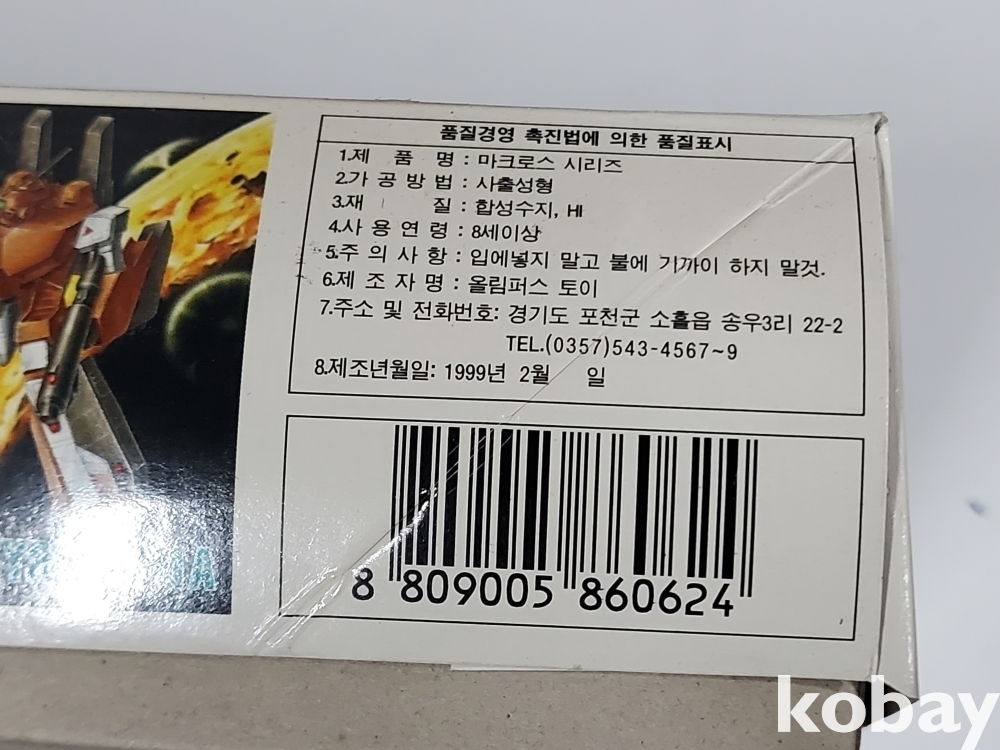 품질경영 촉진법에 의한 품질표시
1.제 품 명 : 마크로스 시리즈
2.가 공 방 법 : 사출성형
3.재 질 : 합성수지, HI
4.사 용 연 령 : 8세이상
5.주 의 사 항 : 입에넣지 말고 불에 가까이 하지 말것.
6.제 조 자 명 : 올림퍼스 토이
7.주소 및 전화번호: 경기도 포천군 소흘읍 송우3리 22-2
TEL.(0357)543-4567~9
8.제조년월일: 1999년 2월 일
8 809005 860624
kobay